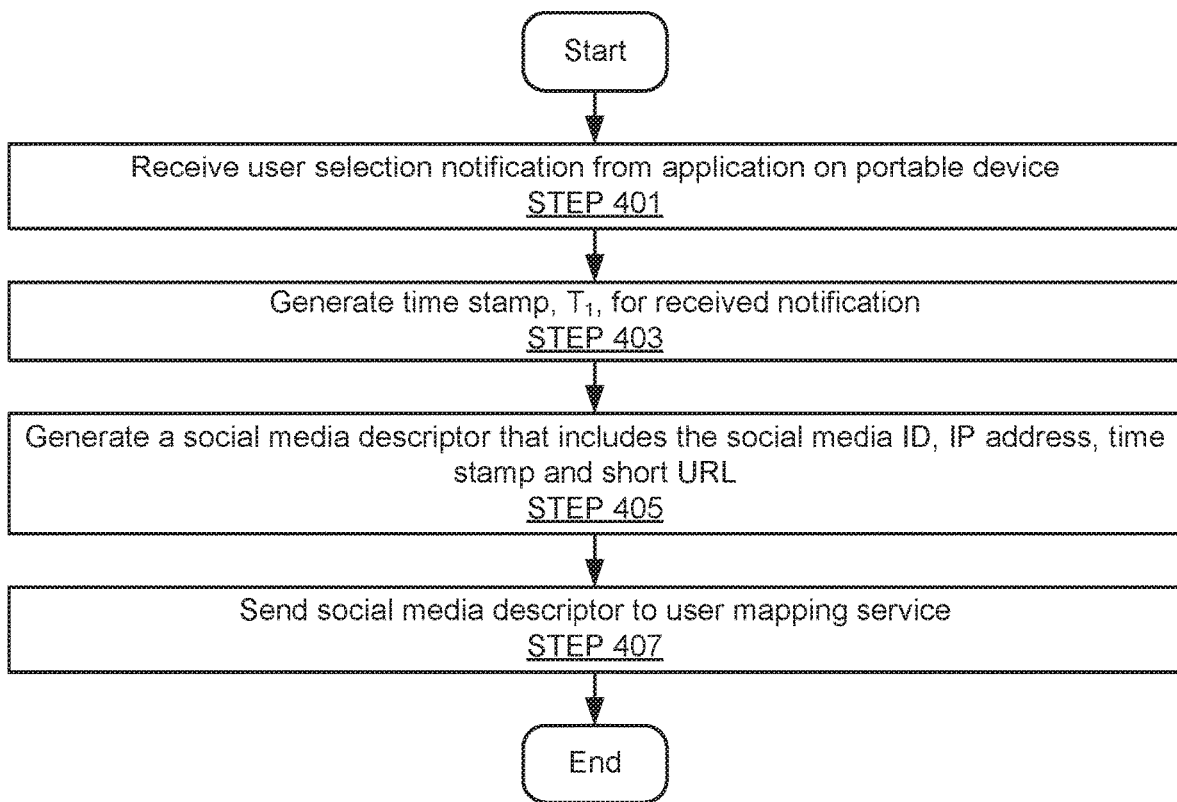 Start
Receive user selection notification from application on portable device
STEP 401
Generate time stamp, T₁, for received notification
STEP 403
Generate a social media descriptor that includes the social media ID, IP address, time
stamp and short URL
STEP 405
Send social media descriptor to user mapping service
STEP 407
End